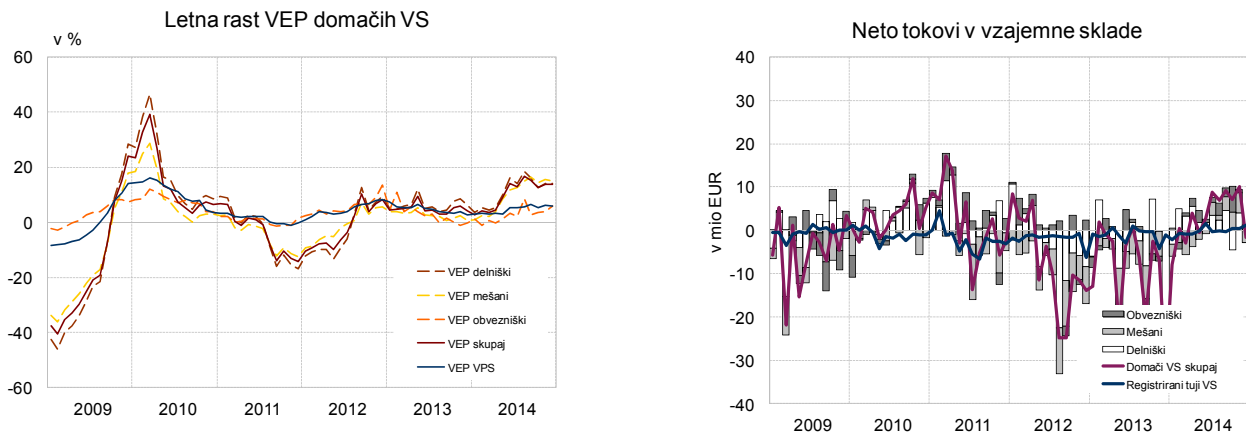 Letna rast VEP domačih VS
v %
60
40
20
0
-20
-40
-60
VEP delniški
VEP mešani
VEP obvezniški
VEP skupaj
VEP VPS
2009 2010 2011 2012 2013 2014
Neto tokovi v vzajemne sklade
v mio EUR
40
30
20
10
0
-10
-20
-30
-40
Obvezniški
Mešani
Delniški
Domači VS skupaj
Registrirani tuji VS
2009 2010 2011 2012 2013 2014